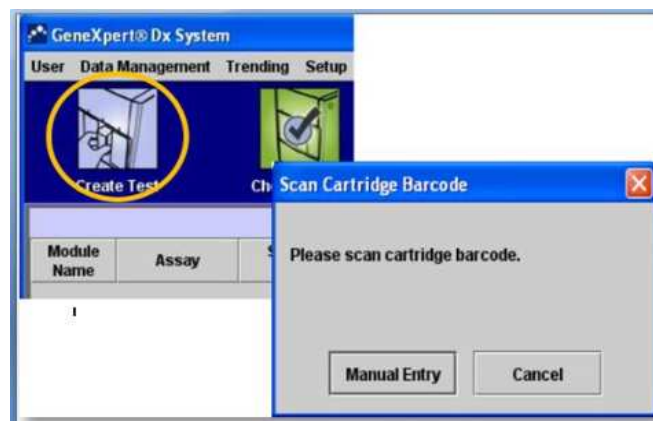 GeneXpert® Dx System
User Data Management Trending Setup
Create Test
Scan Cartridge Barcode
Module Name
Assay
Please scan cartridge barcode.
Manual Entry Cancel